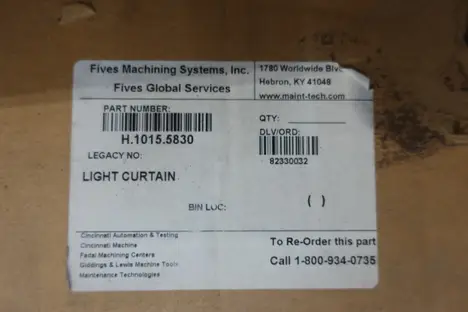 Fives Machining Systems, Inc.
Fives Global Services
1780 Worldwide Blv
Hebron, KY 41048
www.maint-tech.com
PART NUMBER:
H.1015.5830
LEGACY NO:
LIGHT CURTAIN
QTY:
DLV/ORD:
82330032
BIN LOC: ( )
Cincinnati Automation & Testing
Cincinnati Machine
Fadal Machining Centers
Giddings & Lewis Machine Tools
Maintenance Technologies
To Re-Order this part
Call 1-800-934-0735